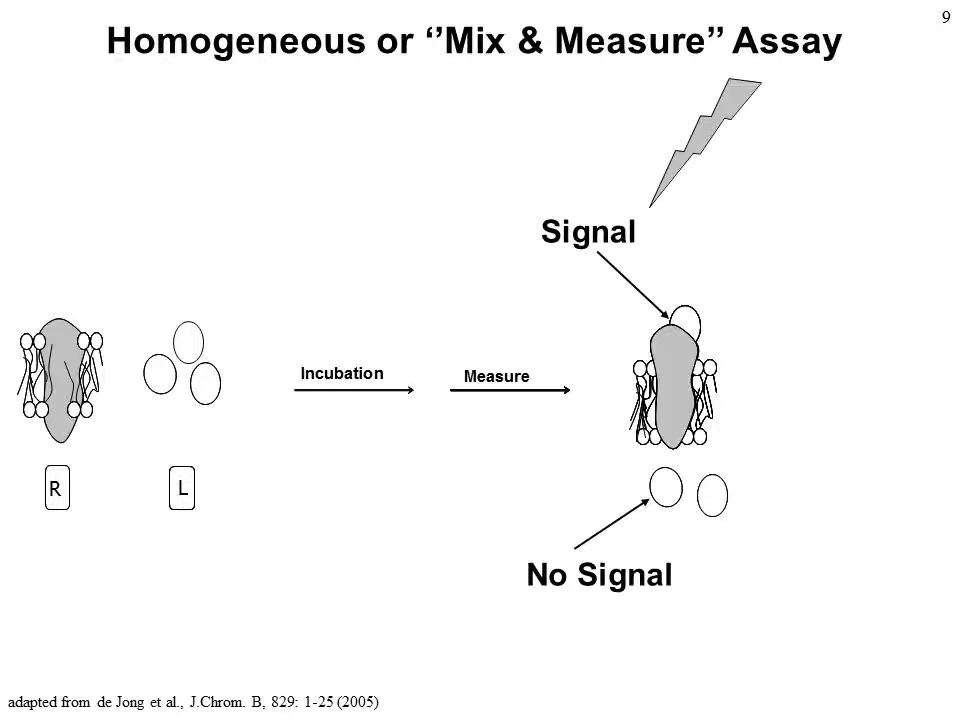 9
Homogeneous or ‘’Mix & Measure’’ Assay
Signal
Incubation
Measure
R
L
No Signal
adapted from de Jong et al., J.Chrom. B, 829: 1-25 (2005)